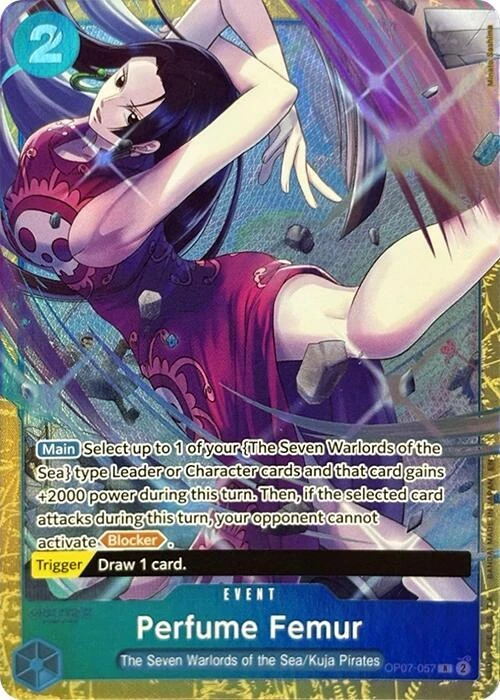 2
Main Select up to 1 of your {The Seven Warlords of the
Sea} type Leader or Character cards and that card gains
+2000 power during this turn. Then, if the selected card
attacks during this turn, your opponent cannot
activate Blocker .
Trigger Draw 1 card.
EVENT
Perfume Femur
The Seven Warlords of the Sea/Kuja Pirates
OP07-057 R 2